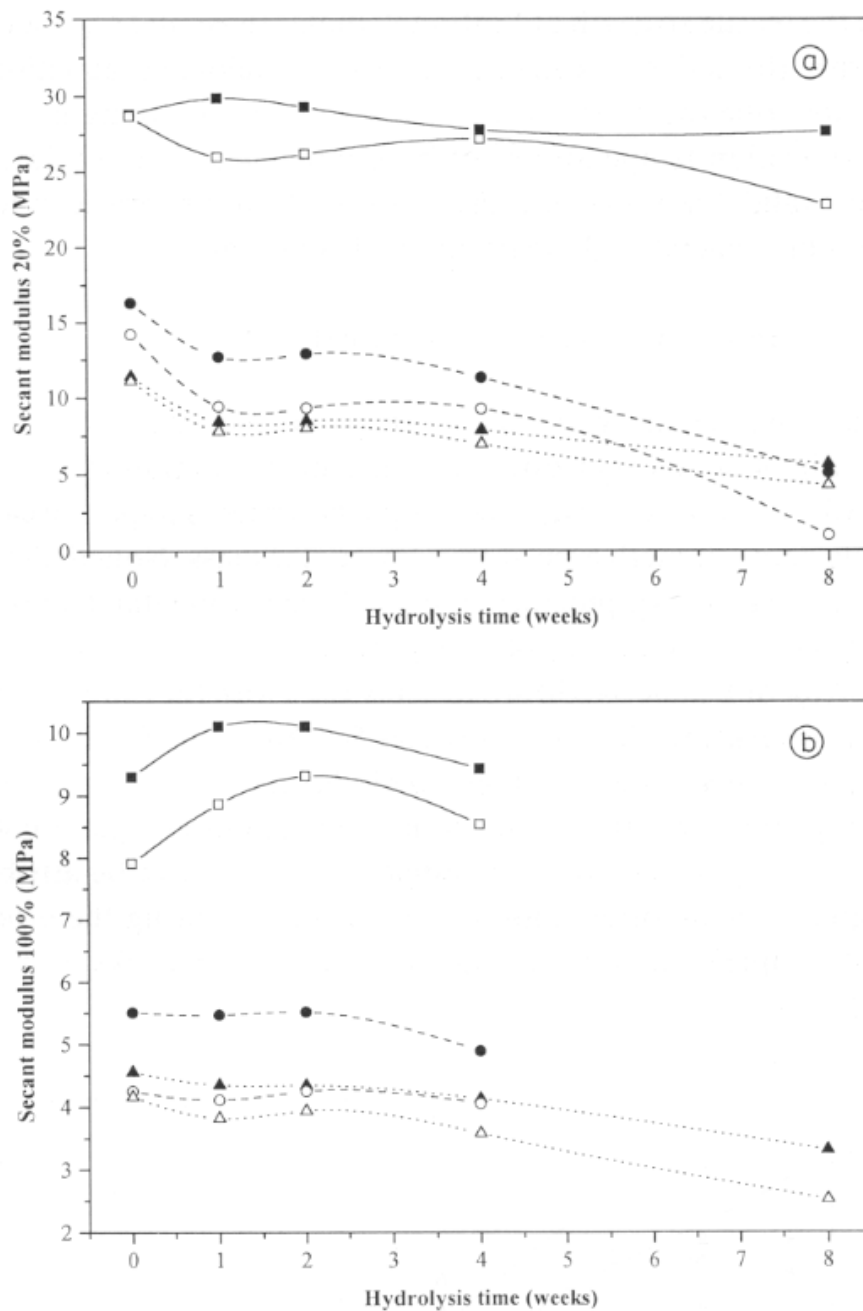 35
30
25
20
15
10
5
0
Secant modulus 20% (MPa)
a
0 1 2 3 4 5 6 7 8
Hydrolysis time (weeks)
10
9
8
7
6
5
4
3
2
Secant modulus 100% (MPa)
b
0 1 2 3 4 5 6 7 8
Hydrolysis time (weeks)